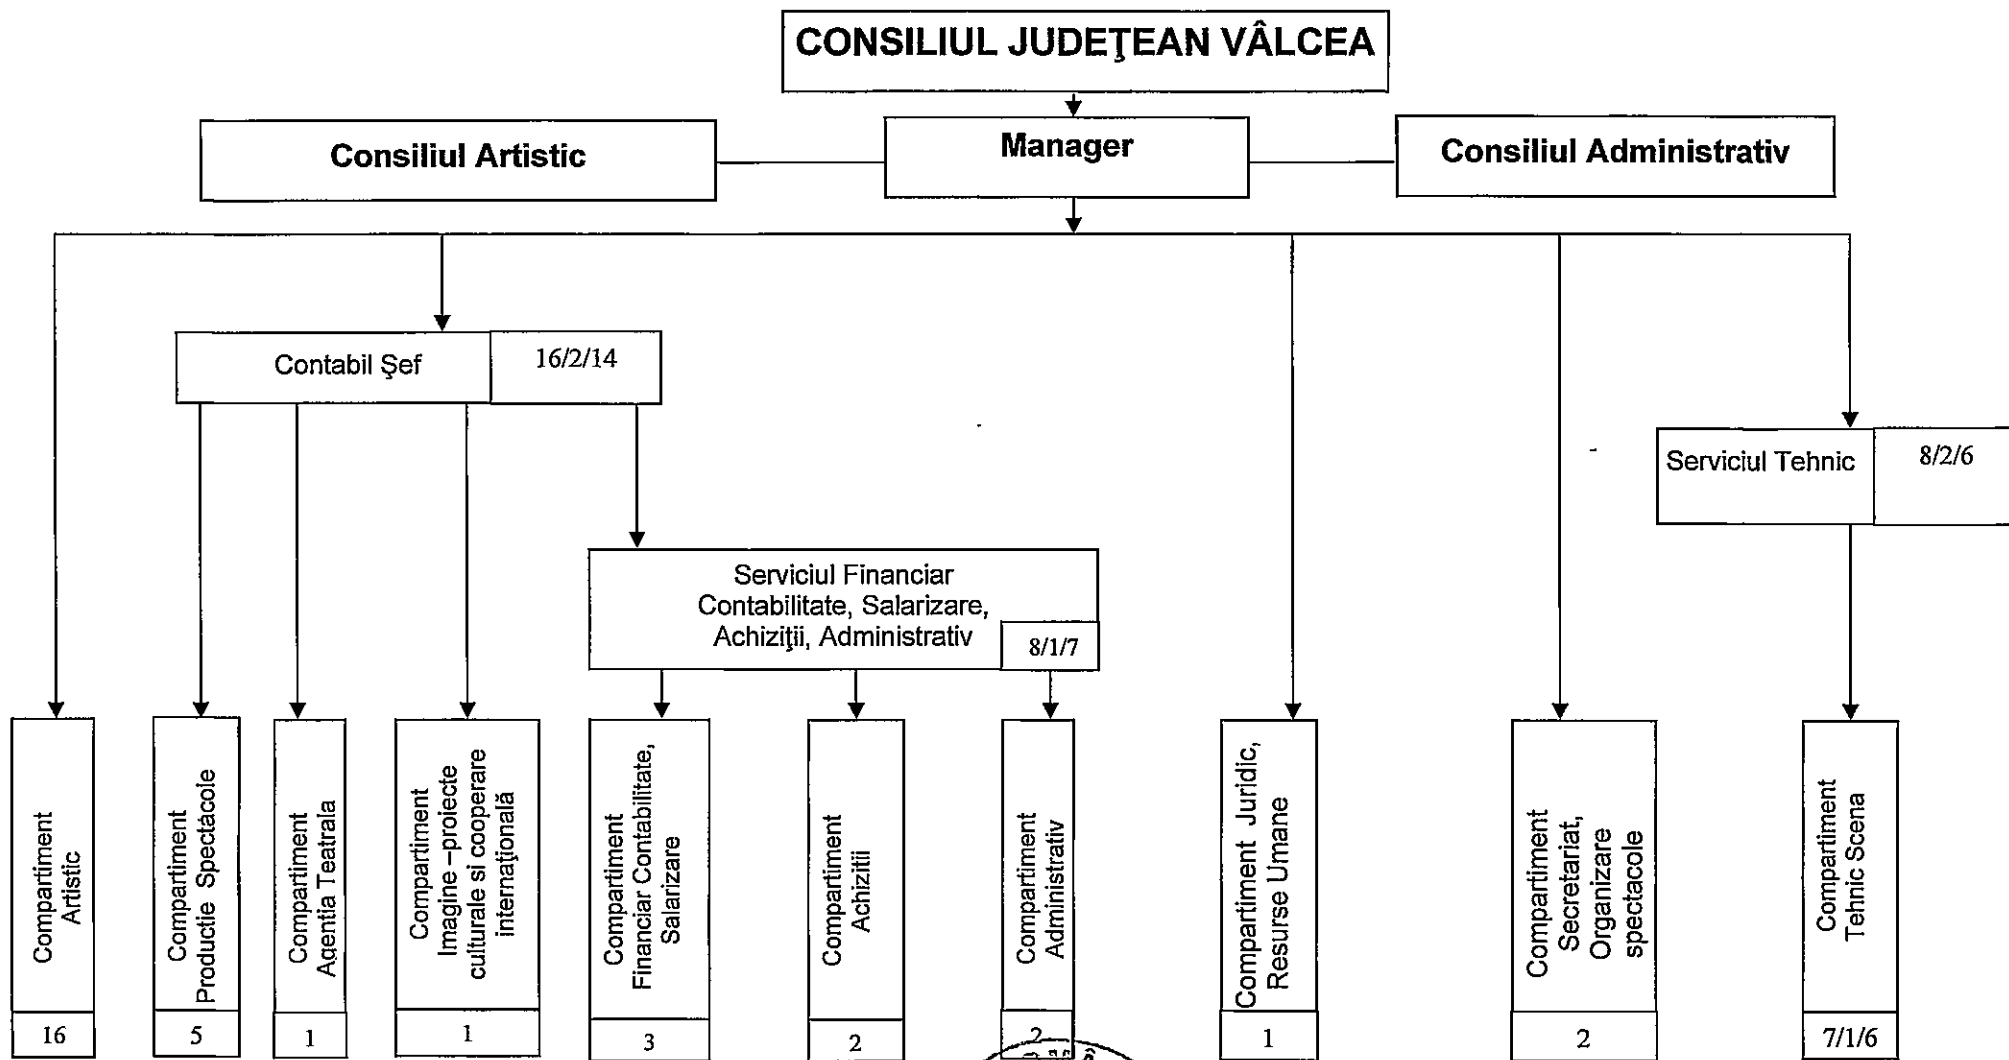 CONSILIUL JUDEŢEAN VÂLCEA
Consiliul Artistic
Manager
Consiliul Administrativ
Contabil Şef
16/2/14
Serviciul Tehnic
8/2/6
Serviciul Financiar
Contabilitate, Salarizare,
Achiziţii, Administrativ
8/1/7
Compartiment
Artistic
16
Compartiment
Productie Spectacole
5
Compartiment
Agentia Teatrala
1
Compartiment
Imagine –proiecte
culturale si cooperare
internaţională
1
Compartiment
Financiar Contabilitate,
Salarizare
3
Compartiment
Achizitii
2
Compartiment
Administrativ
2
Compartiment Juridic,
Resurse Umane
1
Compartiment
Secretariat,
Organizare
spectacole
2
Compartiment
Tehnic Scena
7/1/6